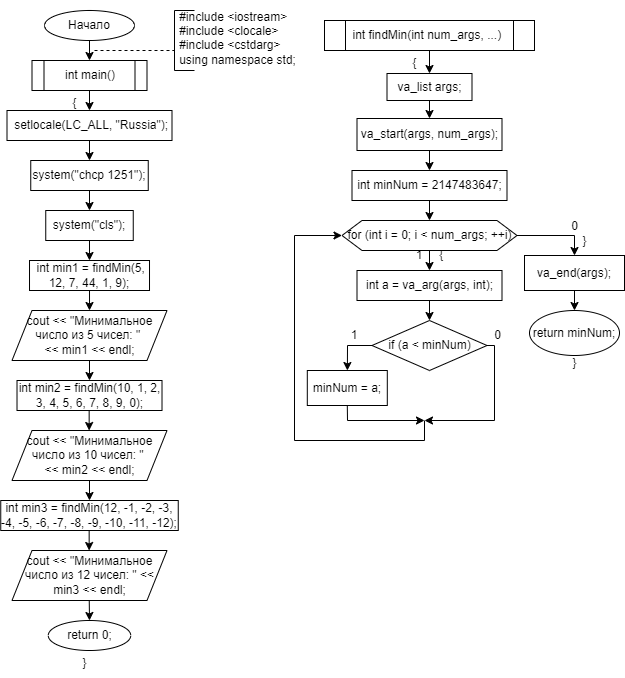 Начало
#include <iostream>
#include <clocale>
#include <cstdarg>
using namespace std;
int main()
{
setlocale(LC_ALL, "Russia");
system("chcp 1251");
system("cls");
int min1 = findMin(5,
12, 7, 44, 1, 9);
cout << "Минимальное
число из 5 чисел: "
<< min1 << endl;
int min2 = findMin(10, 1, 2,
3, 4, 5, 6, 7, 8, 9, 0);
cout << "Минимальное
число из 10 чисел: "
<< min2 << endl;
int min3 = findMin(12, -1, -2, -3,
-4, -5, -6, -7, -8, -9, -10, -11, -12);
cout << "Минимальное
число из 12 чисел: " <<
min3 << endl;
return 0;
}
int findMin(int num_args, ...)
{
va_list args;
va_start(args, num_args);
int minNum = 2147483647;
for (int i = 0; i < num_args; ++i)
1 {
int a = va_arg(args, int);
if (a < minNum)
1
0
minNum = a;
0
}
va_end(args);
return minNum;
}